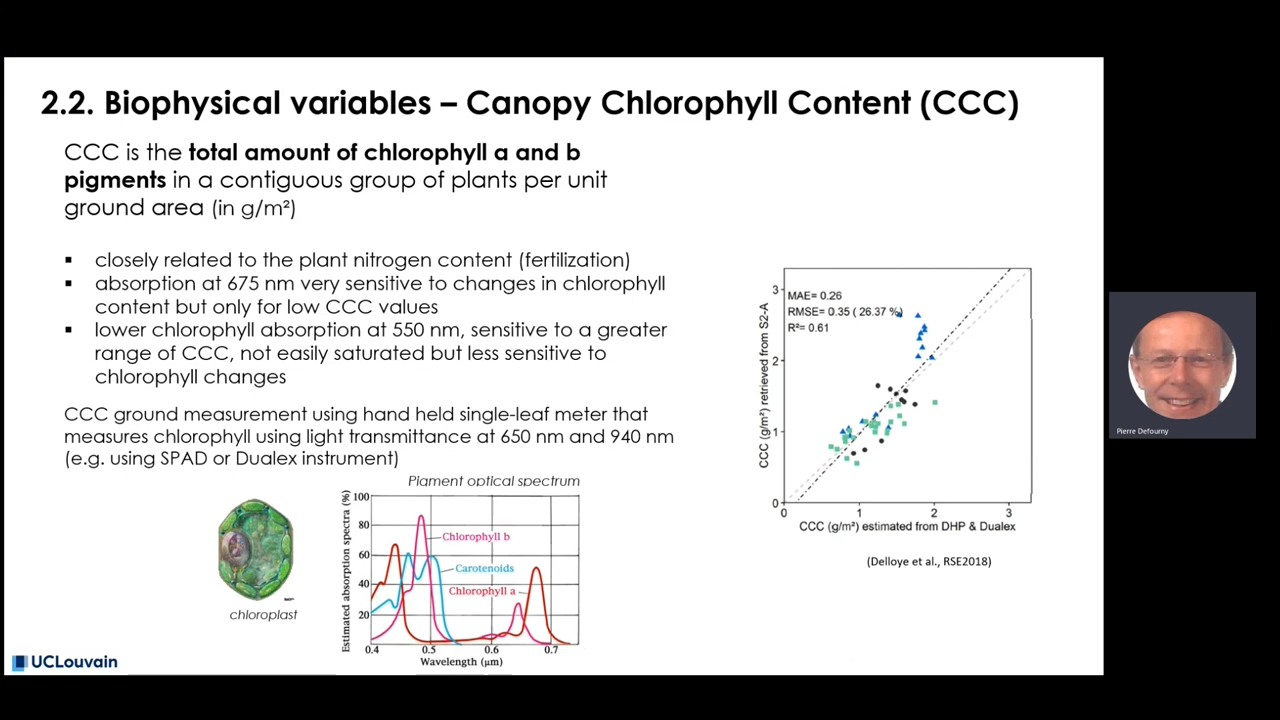 2.2. Biophysical variables – Canopy Chlorophyll Content (CCC)
CCC is the total amount of chlorophyll a and b
pigments in a contiguous group of plants per unit
ground area (in g/m²)
▪ closely related to the plant nitrogen content (fertilization)
▪ absorption at 675 nm very sensitive to changes in chlorophyll
content but only for low CCC values
▪ lower chlorophyll absorption at 550 nm, sensitive to a greater
range of CCC, not easily saturated but less sensitive to
chlorophyll changes
CCC ground measurement using hand held single-leaf meter that
measures chlorophyll using light transmittance at 650 nm and 940 nm
(e.g. using SPAD or Dualex instrument)
chloroplast
Pigment optical spectrum
Estimated absorption spectra (%)
100
80
60
40
20
Chlorophyll b
Carotenoids
Chlorophyll a
0.4 0.5 0.6 0.7
Wavelength (µm)
CCC (g/m²) retrieved from S2-A
3
2
1
0
MAE= 0.26
RMSE= 0.35 ( 26.37 %)
R²= 0.61
0 1 2 3
CCC (g/m²) estimated from DHP & Dualex
(Delloye et al., RSE2018)
Pierre Defourny
UCLouvain